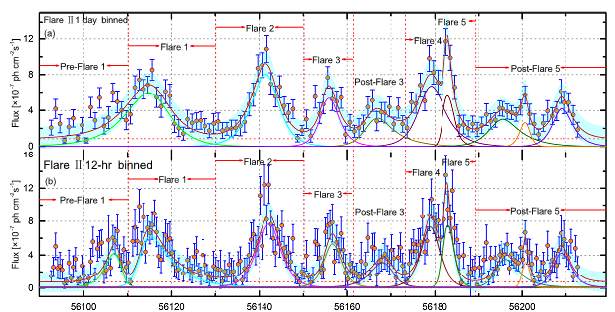 Flare II 1 day binned
(a)
Pre-Flare 1
Flare 1
Flare 2
Flare 3
Post-Flare 3
Flare 4
Flare 5
Post-Flare 5
Flux [×10⁻⁷ ph cm⁻² s⁻¹]
12
8
4
0
Flare II 12-hr binned
(b)
Pre-Flare 1
Flare 1
Flare 2
Flare 3
Post-Flare 3
Flare 4
Flare 5
Post-Flare 5
Flux [×10⁻⁷ ph cm⁻² s⁻¹]
16
12
8
4
0
56100 56120 56140 56160 56180 56200